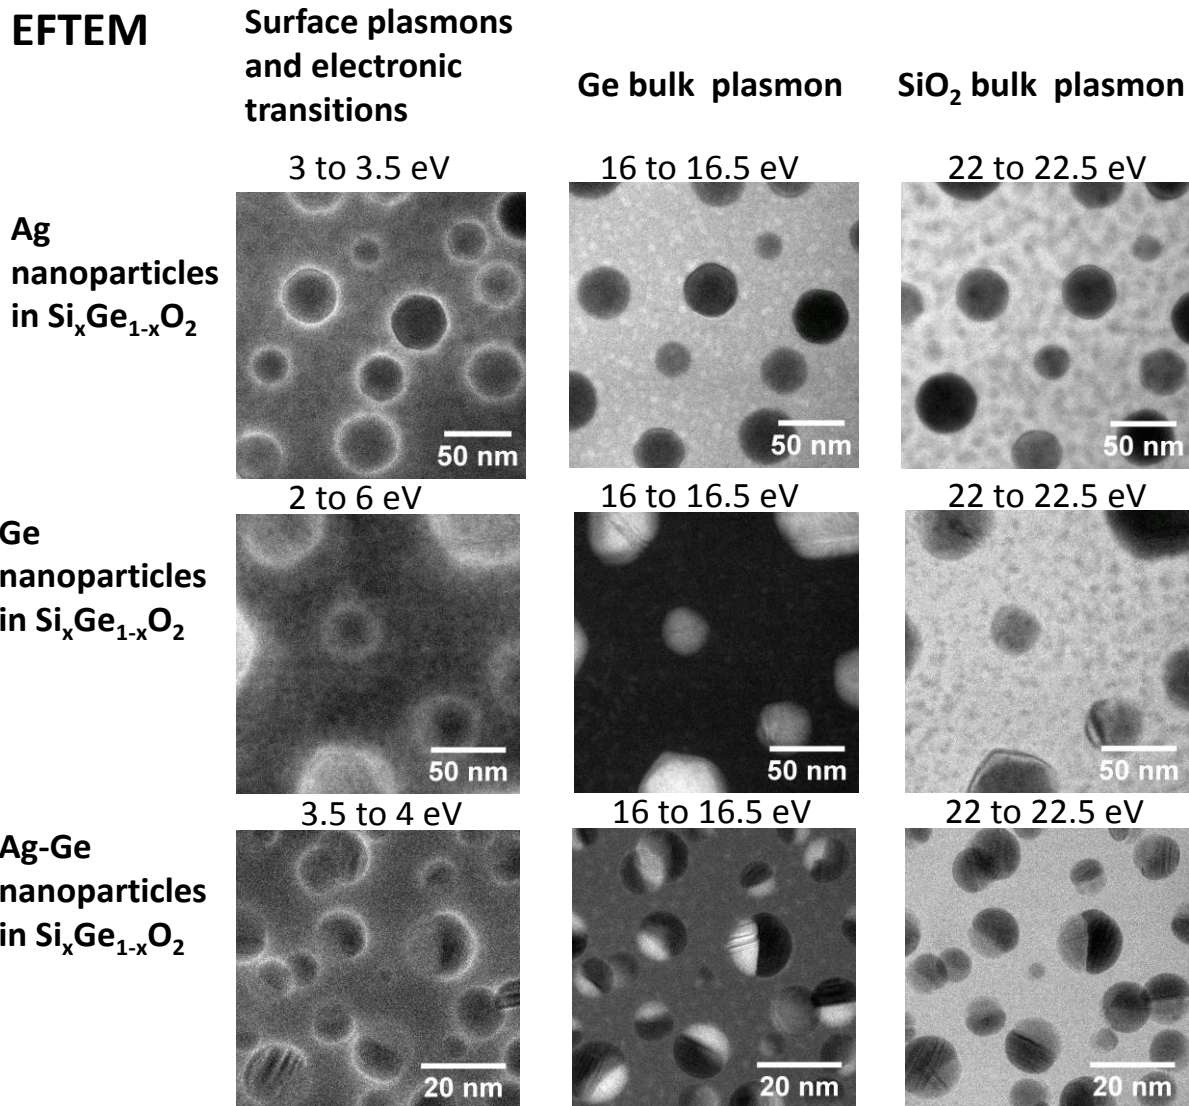 EFTEM
Surface plasmons
and electronic
transitions
Ge bulk plasmon
SiO₂ bulk plasmon
3 to 3.5 eV
16 to 16.5 eV
22 to 22.5 eV
Ag
nanoparticles
in SiₓGe₁₋ₓO₂
50 nm
50 nm
50 nm
2 to 6 eV
16 to 16.5 eV
22 to 22.5 eV
Ge
nanoparticles
in SiₓGe₁₋ₓO₂
50 nm
50 nm
50 nm
3.5 to 4 eV
16 to 16.5 eV
22 to 22.5 eV
Ag-Ge
nanoparticles
in SiₓGe₁₋ₓO₂
20 nm
20 nm
20 nm